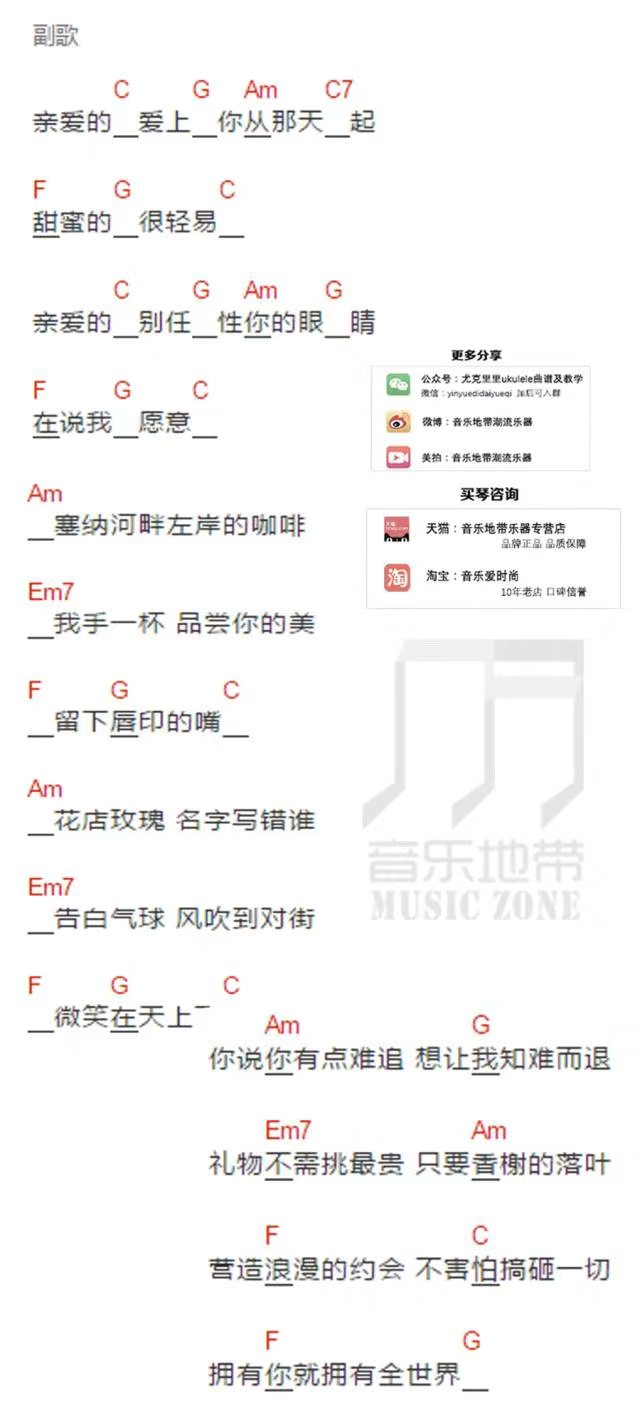 副歌
C G Am C7
亲爱的__爱上__你从那天__起
F G C
甜蜜的__很轻易__
C G Am G
亲爱的__别任__性你的眼__睛
F G C
在说我__愿意__
更多分享
公众号：尤克里里ukulele曲谱及教学
微信：yinyuedidaiyueqi 加后可入群
微博：音乐地带潮流乐器
美拍：音乐地带潮流乐器
买琴咨询
天猫：音乐地带乐器专营店
品牌正品 品质保障
淘
淘宝：音乐爱时尚
10年老店 口碑信誉
Am
__塞纳河畔左岸的咖啡
Em7
__我手一杯 品尝你的美
F G C
__留下唇印的嘴__
Am
__花店玫瑰 名字写错谁
Em7
__告白气球 风吹到对街
音乐地带
MUSIC ZONE
F G C
__微笑在天上
Am G
你说你有点难追 想让我知难而退
Em7 Am
礼物不需挑最贵 只要香榭的落叶
F C
营造浪漫的约会 不害怕搞砸一切
F G
拥有你就拥有全世界__